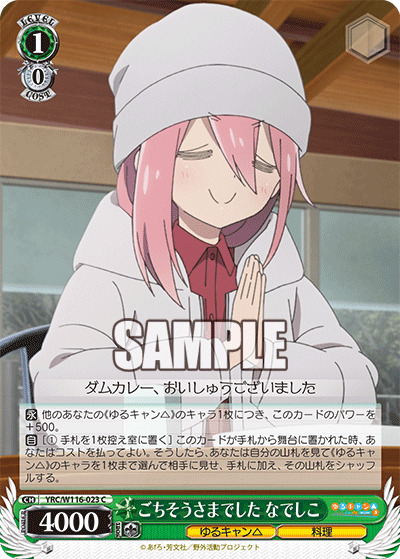 LEVEL
1
0
COST
SAMPLE
ダムカレー、おいしゅうございました
永 他のあなたの《ゆるキャン△》のキャラ1枚につき、このカードのパワーを
+500。
自 [① 手札を1枚控え室に置く] このカードが手札から舞台に置かれた時、あ
なたはコストを払ってよい。そうしたら、あなたは自分の山札を見て《ゆるキャ
ン△》のキャラを1枚まで選んで相手に見せ、手札に加え、その山札をシャッフ
ルする。
CH YRC/W116-023 C
ごちそうさまでした なでしこ
ゆるキャン△
4000
ゆるキャン△ 料理
©あfろ・芳文社/野外活動プロジェクト